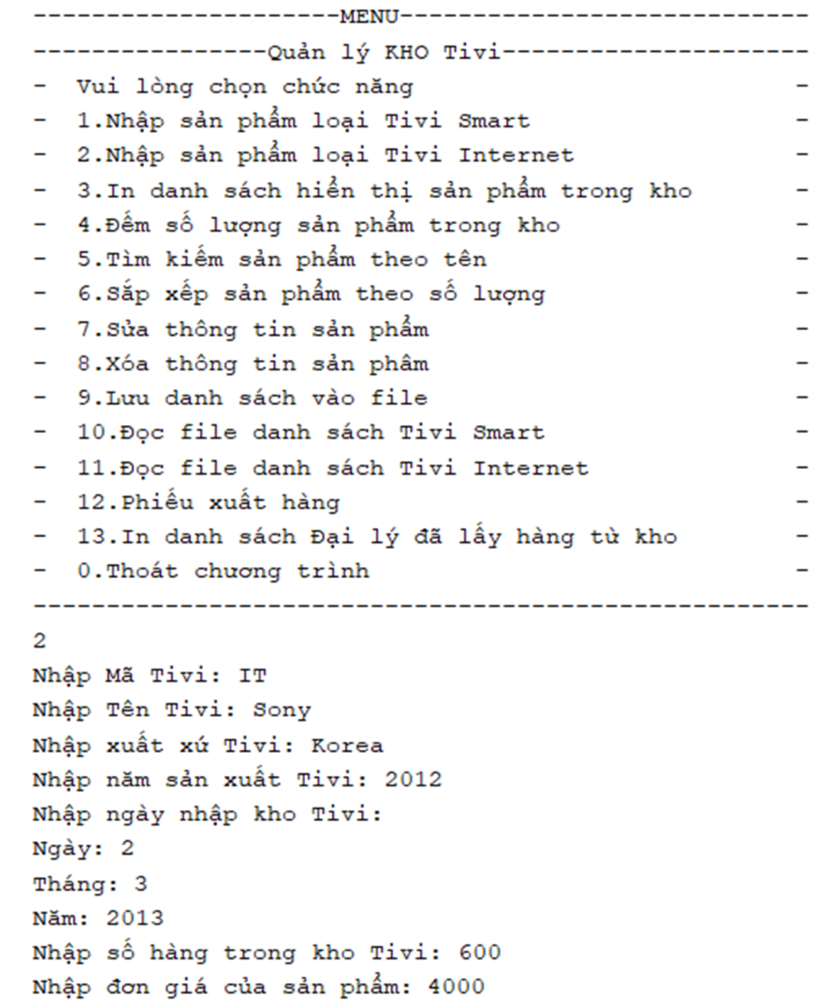 ---------------------MENU----------------------------
----------------Quản lý KHO Tivi---------------------
-  Vui lòng chọn chức năng                          -
-  1.Nhập sản phẩm loại Tivi Smart                  -
-  2.Nhập sản phẩm loại Tivi Internet               -
-  3.In danh sách hiển thị sản phẩm trong kho       -
-  4.Đếm số lượng sản phẩm trong kho                -
-  5.Tìm kiếm sản phẩm theo tên                     -
-  6.Sắp xếp sản phẩm theo số lượng                 -
-  7.Sửa thông tin sản phẩm                         -
-  8.Xóa thông tin sản phâm                         -
-  9.Lưu danh sách vào file                         -
-  10.Đọc file danh sách Tivi Smart                 -
-  11.Đọc file danh sách Tivi Internet              -
-  12.Phiếu xuất hàng                               -
-  13.In danh sách Đại lý đã lấy hàng từ kho        -
-  0.Thoát chương trình                             -
-----------------------------------------------------
2
Nhập Mã Tivi: IT
Nhập Tên Tivi: Sony
Nhập xuất xứ Tivi: Korea
Nhập năm sản xuất Tivi: 2012
Nhập ngày nhập kho Tivi:
Ngày: 2
Tháng: 3
Năm: 2013
Nhập số hàng trong kho Tivi: 600
Nhập đơn giá của sản phẩm: 4000